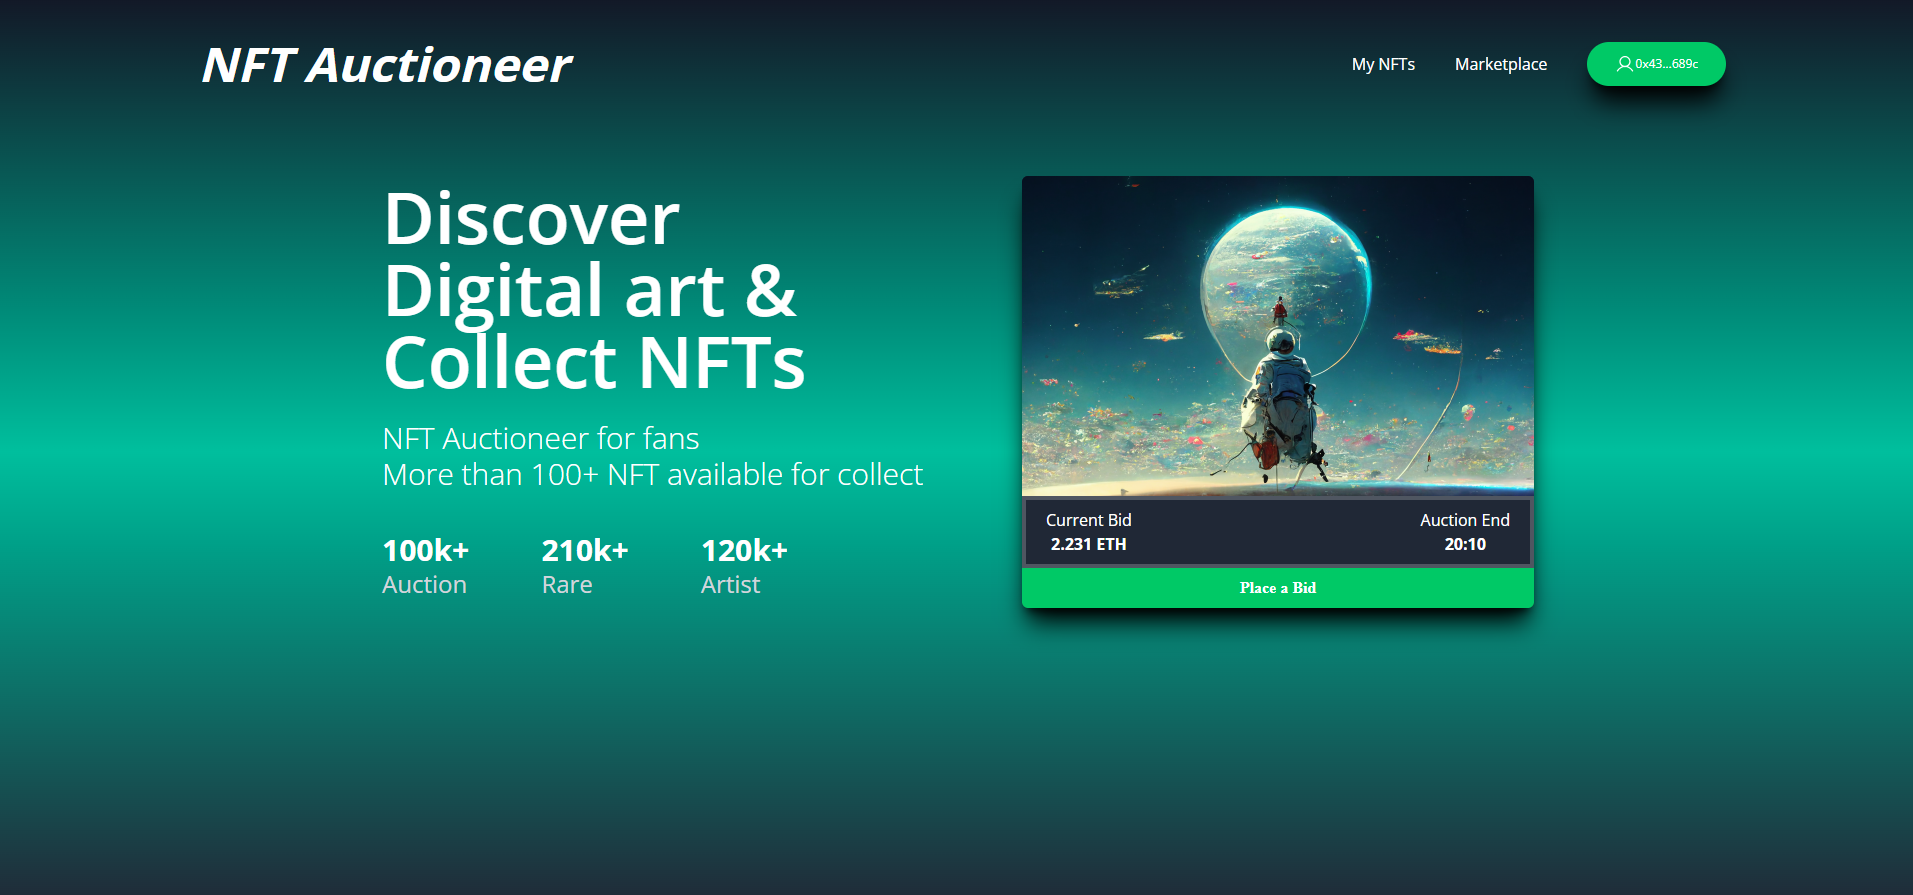 NFT Auctioneer
My NFTs
Marketplace
0x43...689c
Discover
Digital art &
Collect NFTs
NFT Auctioneer for fans
More than 100+ NFT available for collect
100k+
Auction
210k+
Rare
120k+
Artist
Current Bid
2.231 ETH
Auction End
20:10
Place a Bid